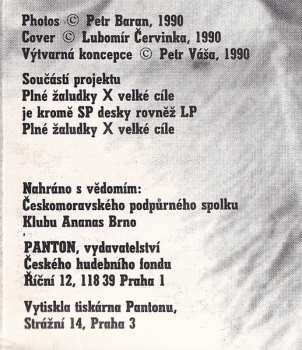 Photos © Petr Baran, 1990
Cover © Lubomír Červinka, 1990
Výtvarná koncepce © Petr Váša, 1990
Součástí projektu
Plné žaludky X velké cíle
je kromě SP desky rovněž LP
Plné žaludky X velké cíle
Nahráno s vědomím:
Českomoravského podpůrného spolku
Klubu Ananas Brno
PANTON, vydavatelství
Českého hudebního fondu
Říční 12, 118 39 Praha 1
Vytiskla tiskárna Pantonu,
Strážní 14, Praha 3